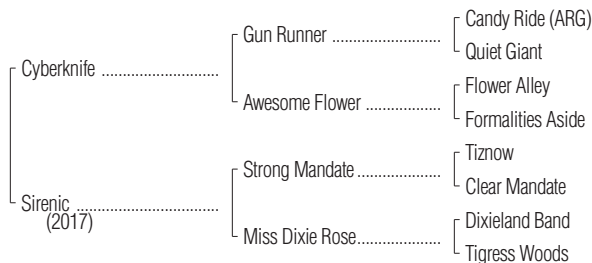 Candy Ride (ARG)
Gun Runner ....................
Quiet Giant
Cyberknife ......................
Flower Alley
Awesome Flower ..............
Formalities Aside
Tiznow
Strong Mandate ................
Clear Mandate
Sirenic ............................
(2017)
Dixieland Band
Miss Dixie Rose ................
Tigress Woods